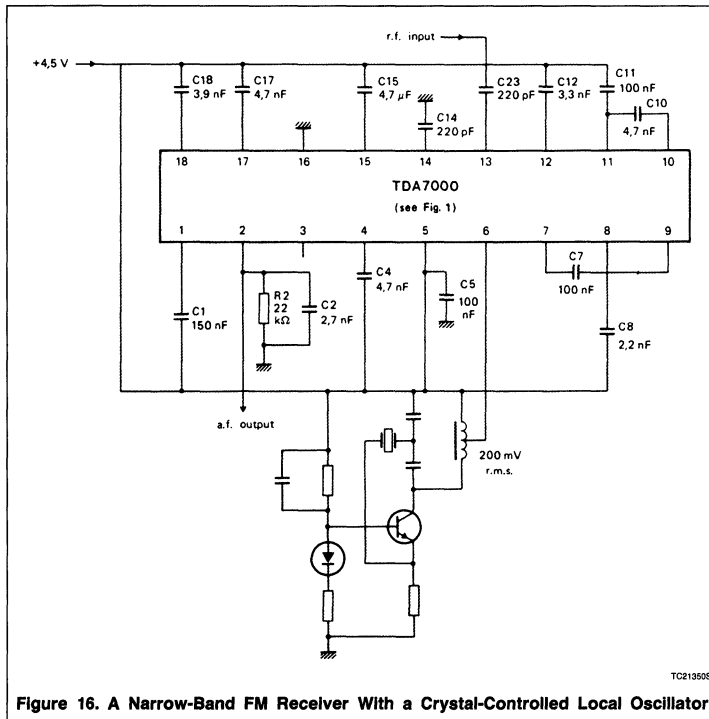 r.f. input
+4,5 V
C18
3,9 nF
C17
4,7 nF
C15
4,7 µF
C14
220 pF
C23
220 pF
C12
3,3 nF
C11
100 nF
C10
4,7 nF
18 17 16 15 14 13 12 11 10
TDA7000
(see Fig. 1)
1 2 3 4 5 6 7 8 9
C1
150 nF
R2
22
kΩ
C2
2,7 nF
C4
4,7 nF
C5
100
nF
C7
100 nF
C8
2,2 nF
a.f. output
200 mV
r.m.s.
TC21350S
Figure 16. A Narrow-Band FM Receiver With a Crystal-Controlled Local Oscillator